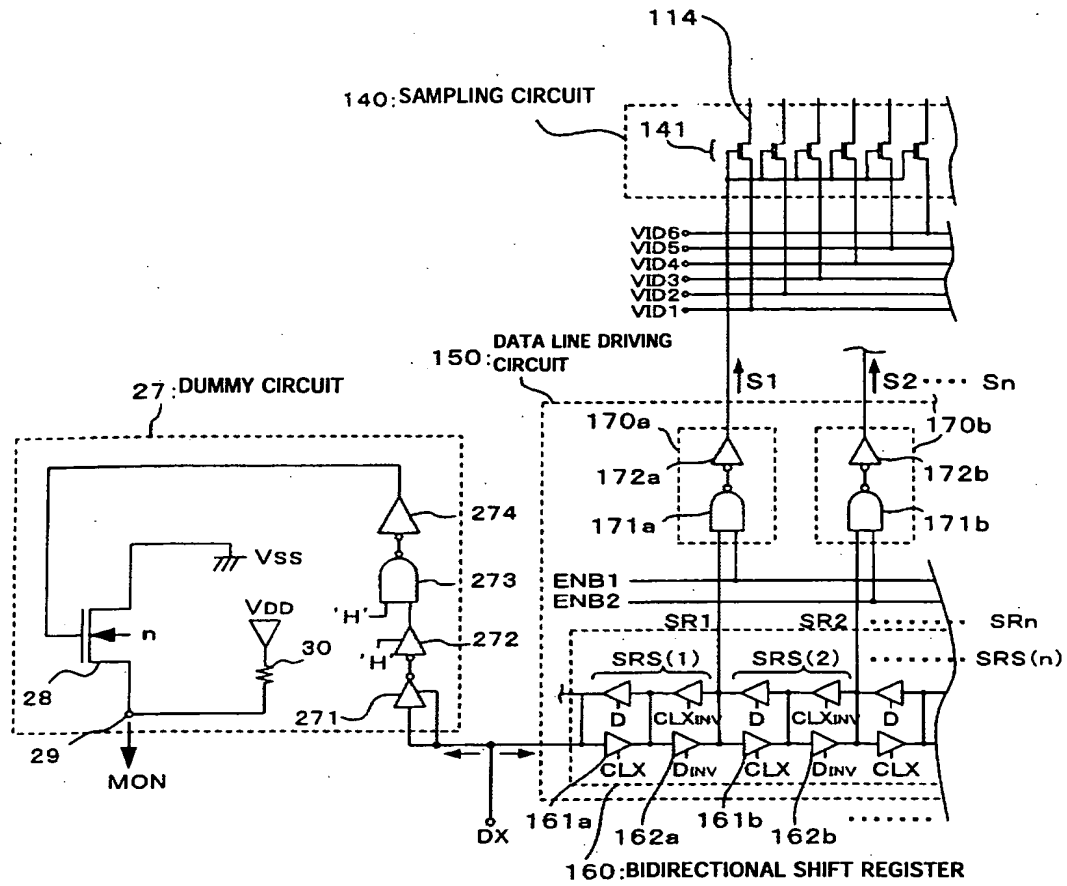 114
140:SAMPLING CIRCUIT
141
VID6
VID5
VID4
VID3
VID2
VID1
150:DATA LINE DRIVING
CIRCUIT
27:DUMMY CIRCUIT
S1
S2 ····· Sn
170a
170b
172a
172b
274
171a
171b
VSS
273
ENB1
VDD
'H'
ENB2
n
272
SR1
SR2 ········ SRn
30
'H'
SRS(1)
SRS(2)
······ SRS(n)
28
271
D
CLXINV
D
CLXINV
D
29
MON
CLX
DINV
CLX
DINV
CLX
161a
162a
161b
162b
········
DX
160:BIDIRECTIONAL SHIFT REGISTER